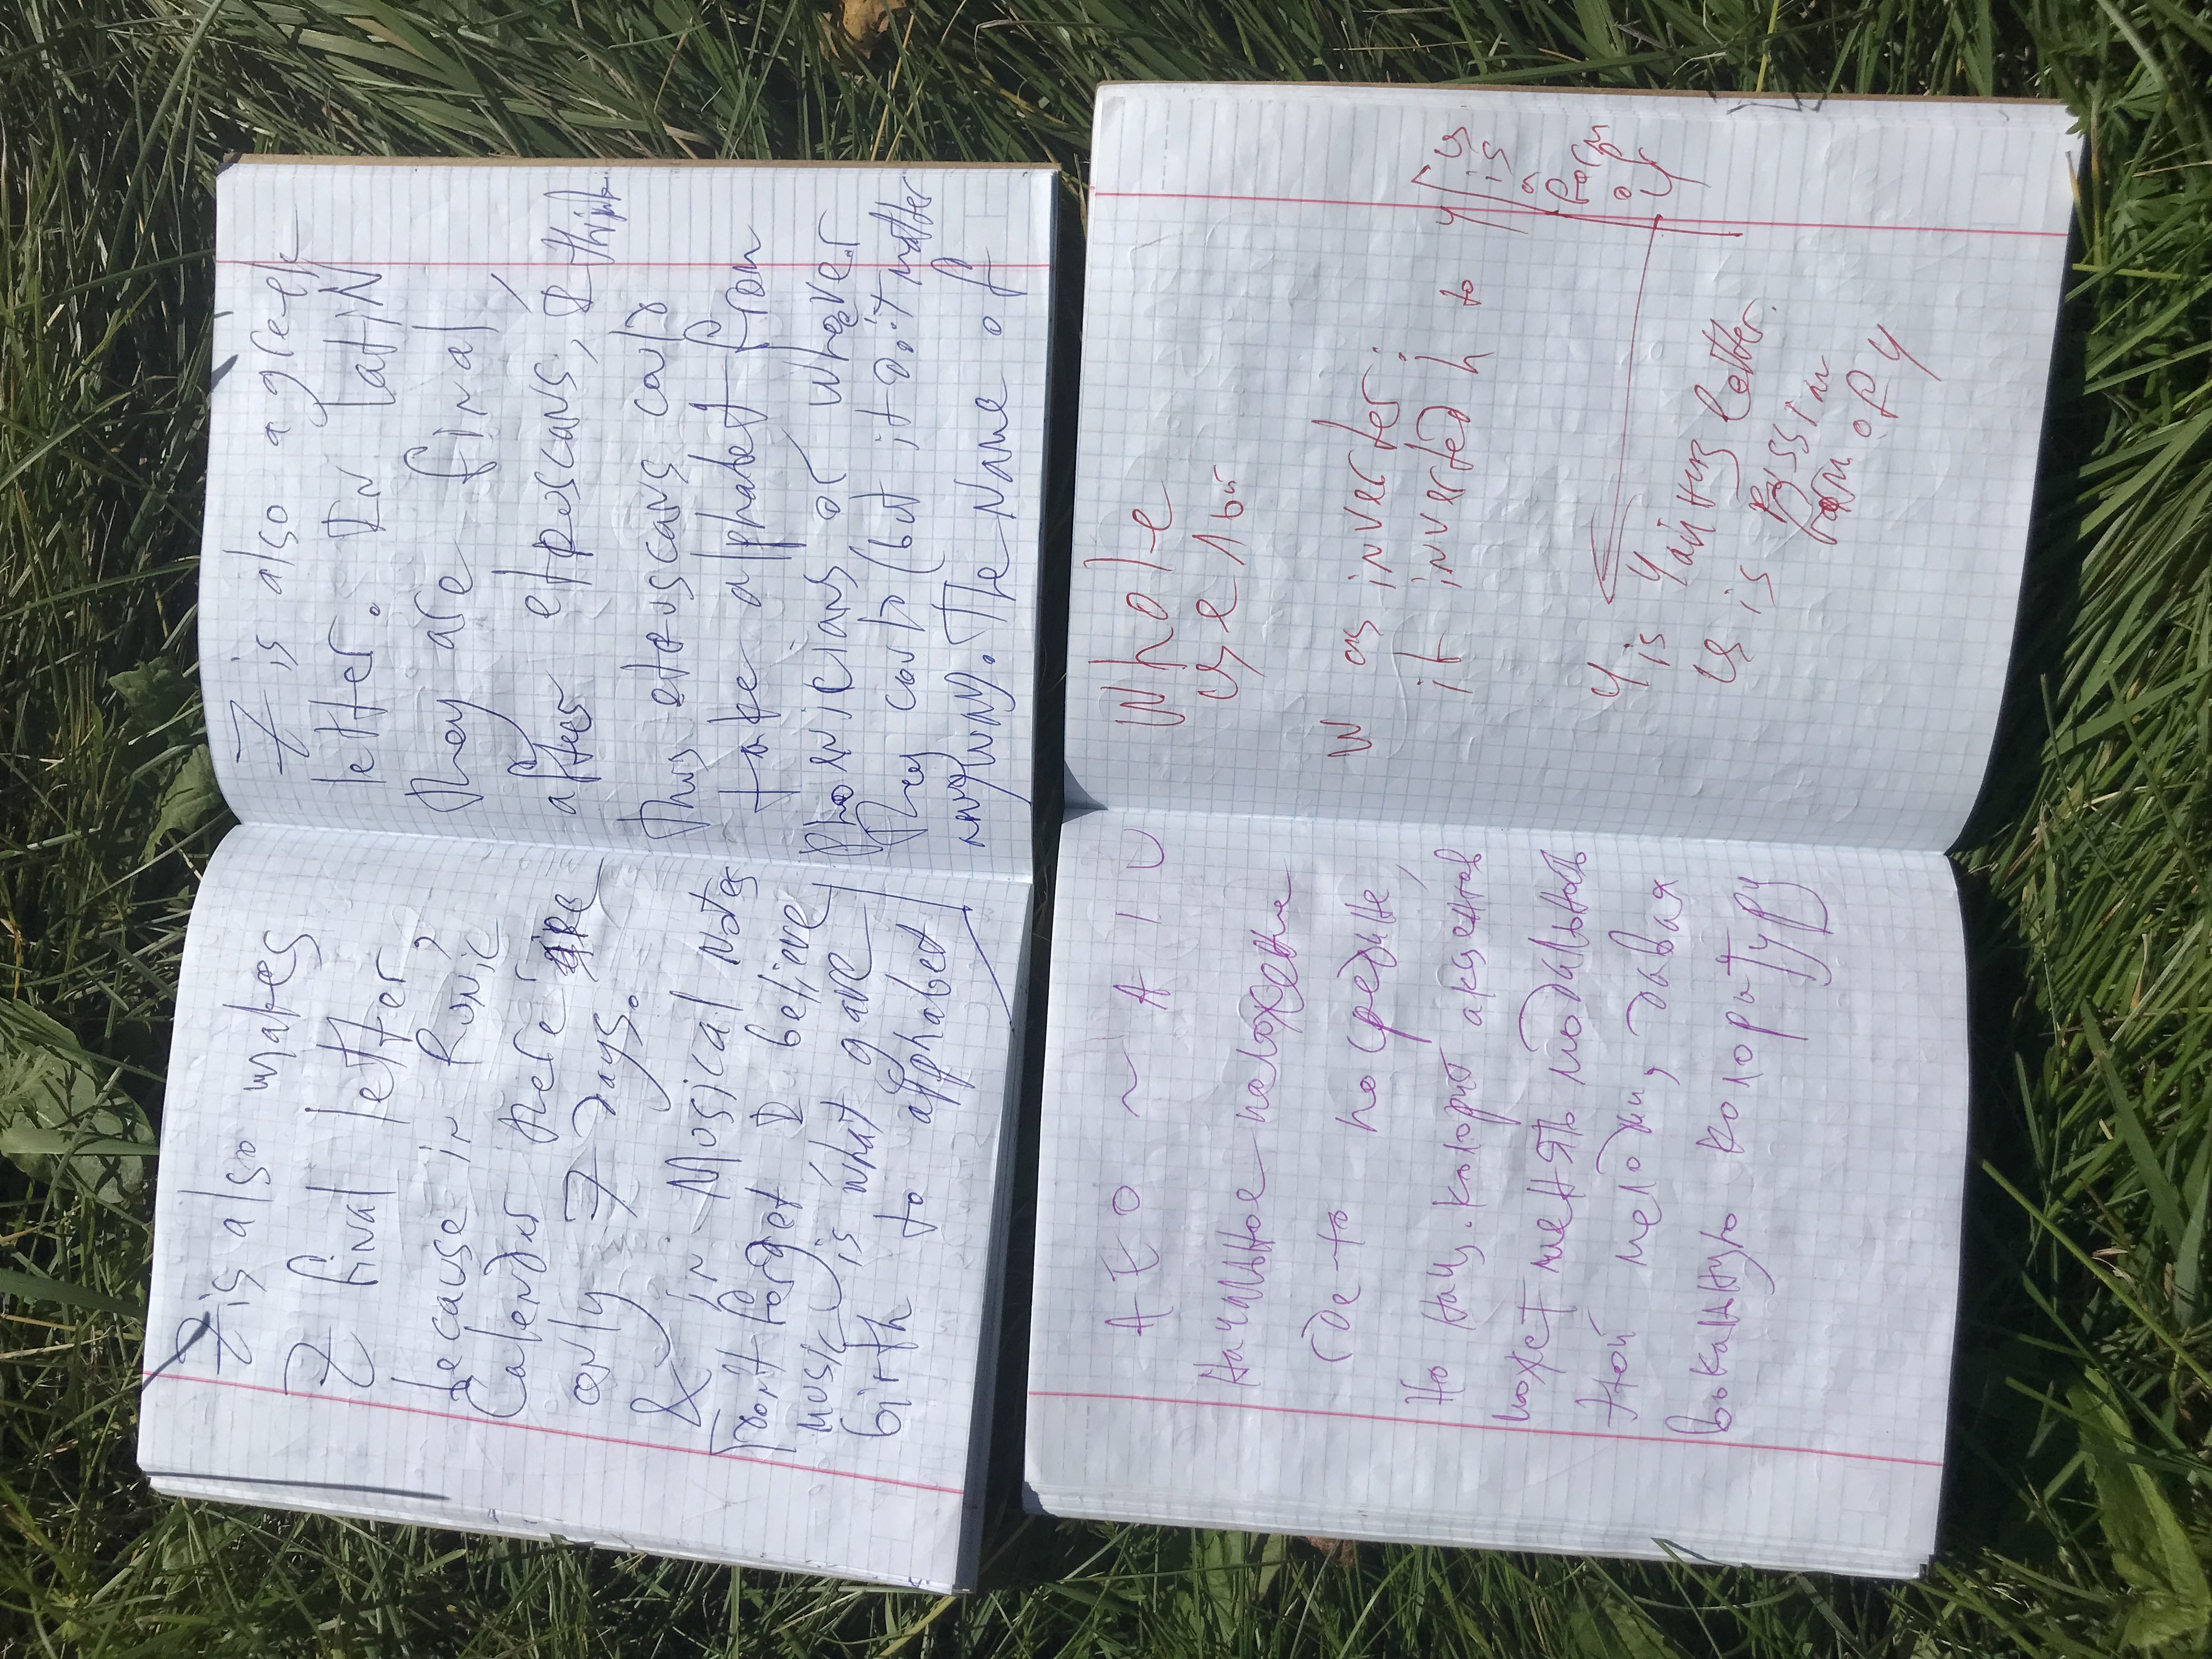 7 is also makes
Z final letter,
because in Runic
Calendar there are
only 7 days.
& in Musical Notes
Don't forget, I believe
music is what gave
birth to alphabet
7 is also a greek
letter. In Latin
they are final,
after etruscans, I think
thus etruscans could
take alphabet from
phoenicians or whoever
they could (but it don't matter
anyway. The Name of
A E O ~ A I U
Начальное положение
где-то посредине,
но нац. колорит акцентов
может менять модальность
этой мелодии, давая
вокальную колоратуру
Whole
целый
W as inverter:
it inverted h to ч
ц
is
a
form
of
ч
ч is чайниз letter.
ц is russian
form of ч